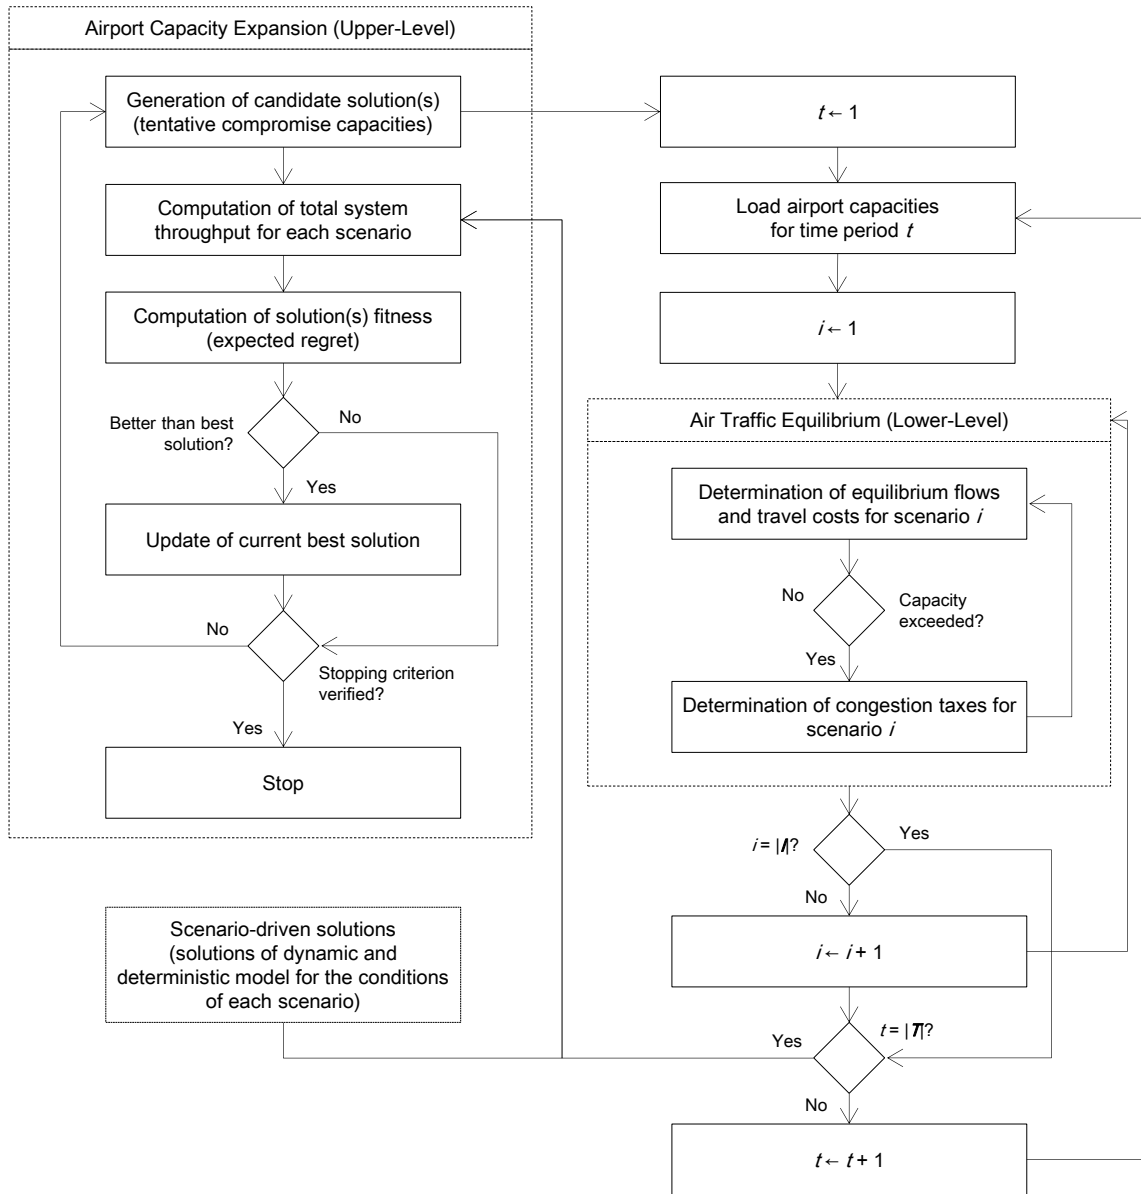 Airport Capacity Expansion (Upper-Level)
Generation of candidate solution(s)
(tentative compromise capacities)
Computation of total system
throughput for each scenario
Computation of solution(s) fitness
(expected regret)
Better than best
solution?
No
Yes
Update of current best solution
No
Stopping criterion
verified?
Yes
Stop
Scenario-driven solutions
(solutions of dynamic and
deterministic model for the conditions
of each scenario)
t ← 1
Load airport capacities
for time period t
i ← 1
Air Traffic Equilibrium (Lower-Level)
Determination of equilibrium flows
and travel costs for scenario i
No
Capacity
exceeded?
Yes
Determination of congestion taxes for
scenario i
i = |I|?
Yes
No
i ← i + 1
t = |T|?
Yes
No
t ← t + 1